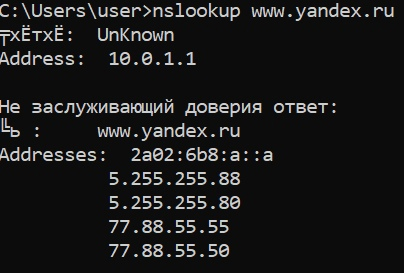 C:\Users\user>nslookup www.yandex.ru
╤хЁтхЁ:  UnKnown
Address:  10.0.1.1
Не заслуживающий доверия ответ:
╚ь :     www.yandex.ru
Addresses:  2a02:6b8:a::a
5.255.255.88
5.255.255.80
77.88.55.55
77.88.55.50